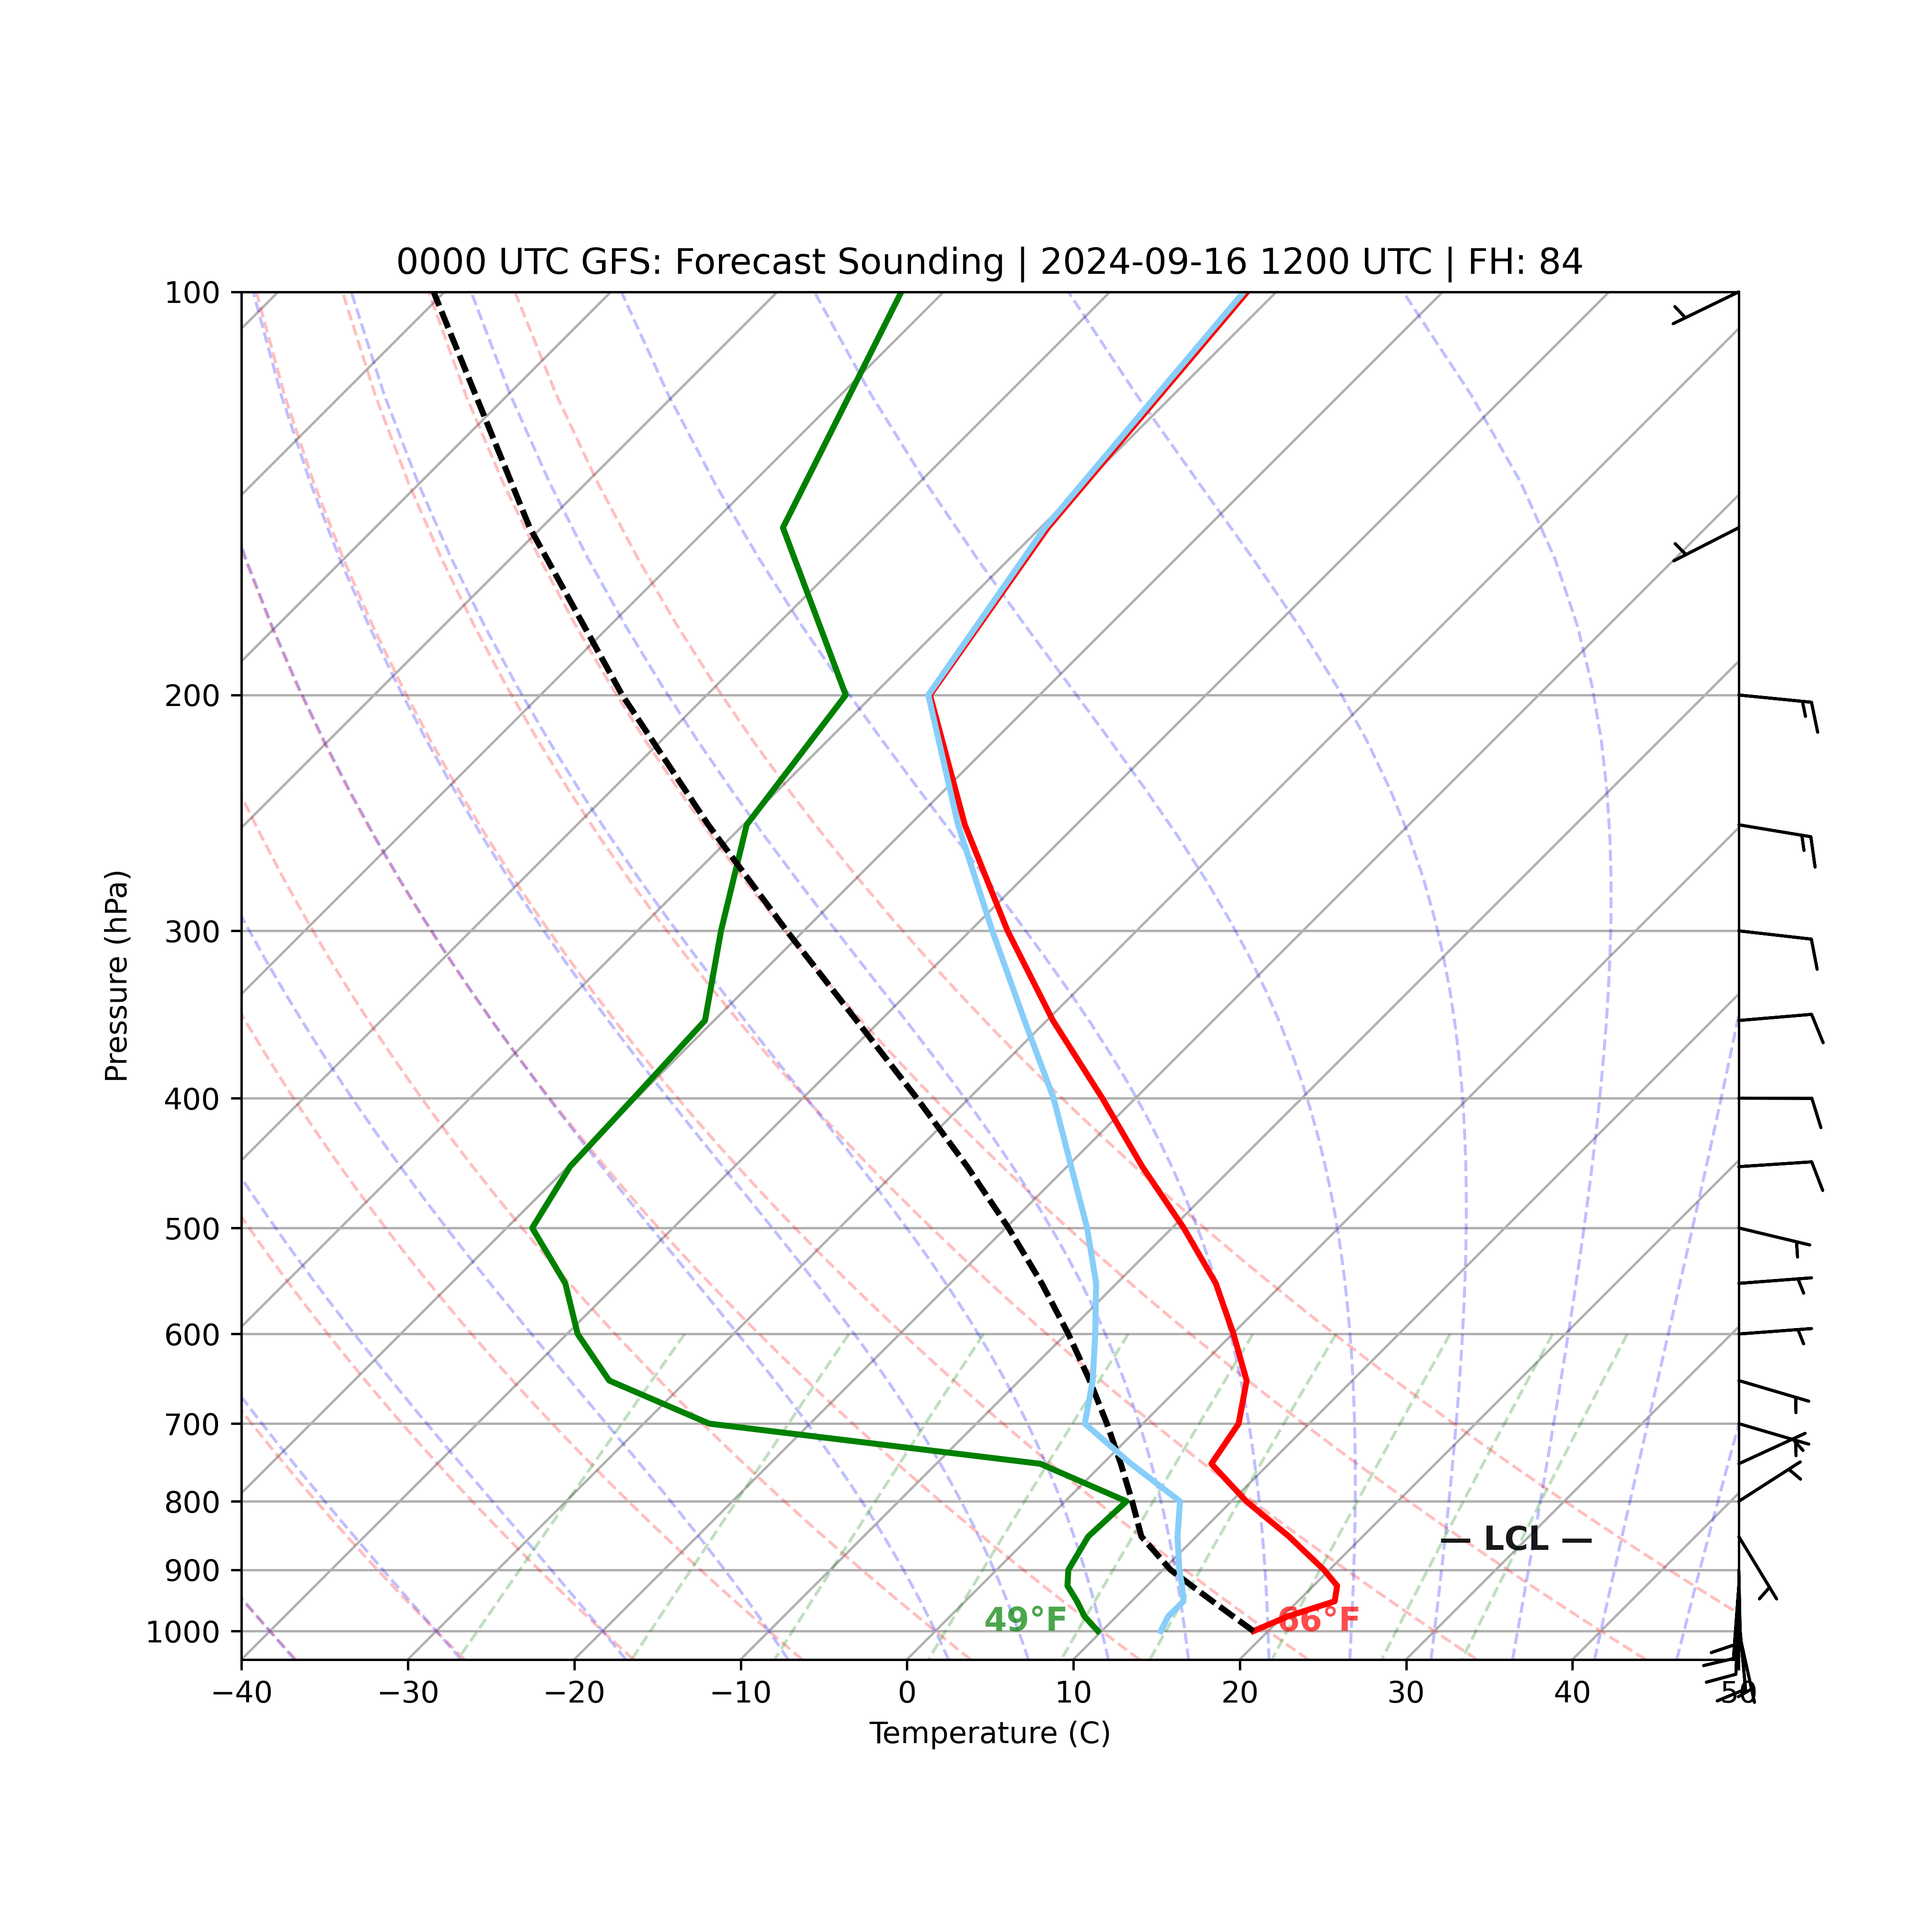 0000 UTC GFS: Forecast Sounding | 2024-09-16 1200 UTC | FH: 84
100
200
300
400
500
600
700
800
900
1000
Pressure (hPa)
— LCL —
49°F
66°F
−40 −30 −20 −10 0 10 20 30 40 50
Temperature (C)